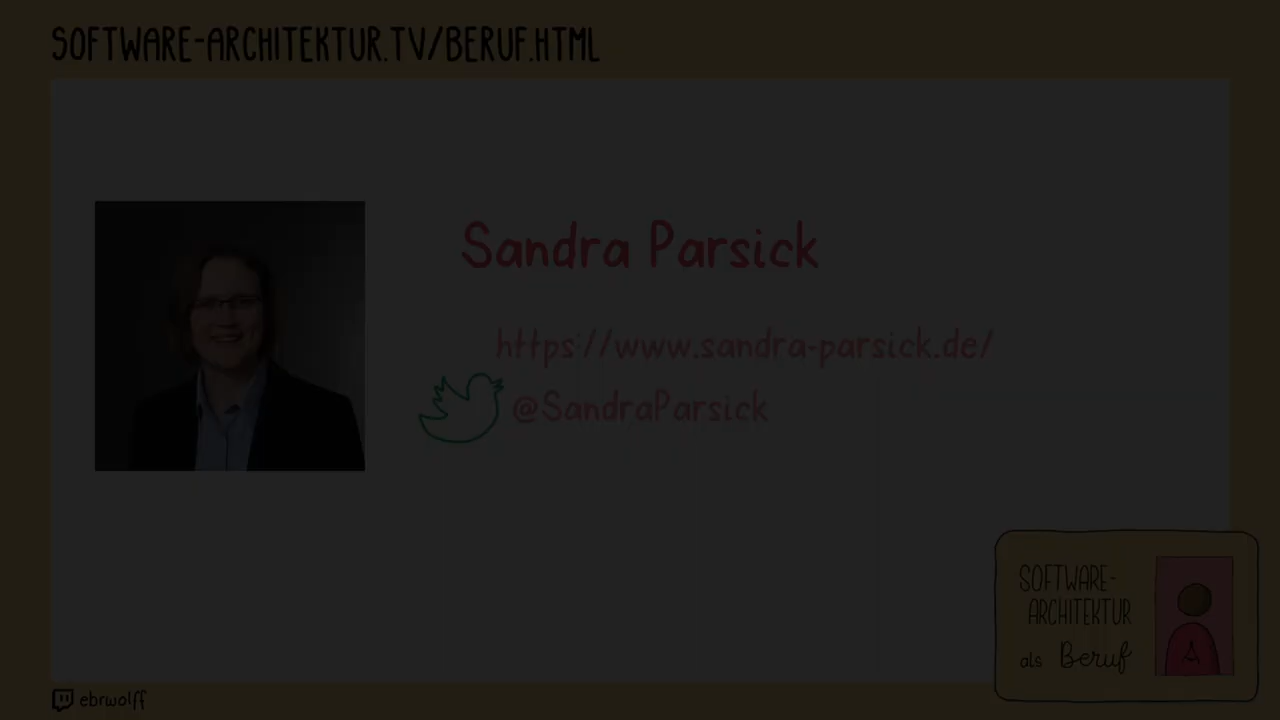 SOFTWARE-ARCHITEKTUR.TV/BERUF.HTML
Sandra Parsick
https://www.sandra-parsick.de/
@SandraParsick
SOFTWARE-
ARCHITEKTUR
als Beruf
A
ebrwolff